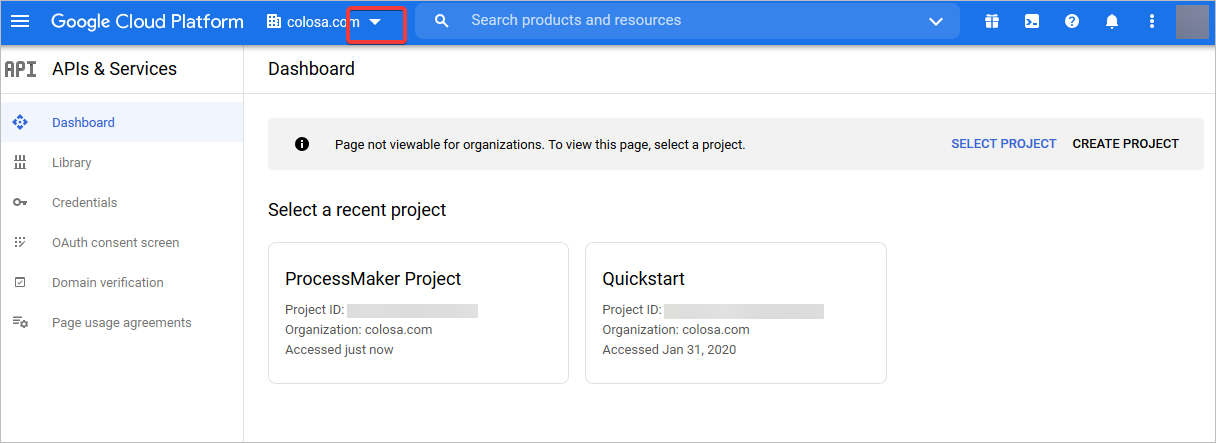 Google Cloud Platform colosa.com Search products and resources
API APIs & Services
Dashboard
Dashboard
Library
Credentials
OAuth consent screen
Domain verification
Page usage agreements
Page not viewable for organizations. To view this page, select a project. SELECT PROJECT CREATE PROJECT
Select a recent project
ProcessMaker Project
Project ID:
Organization: colosa.com
Accessed just now
Quickstart
Project ID:
Organization: colosa.com
Accessed Jan 31, 2020